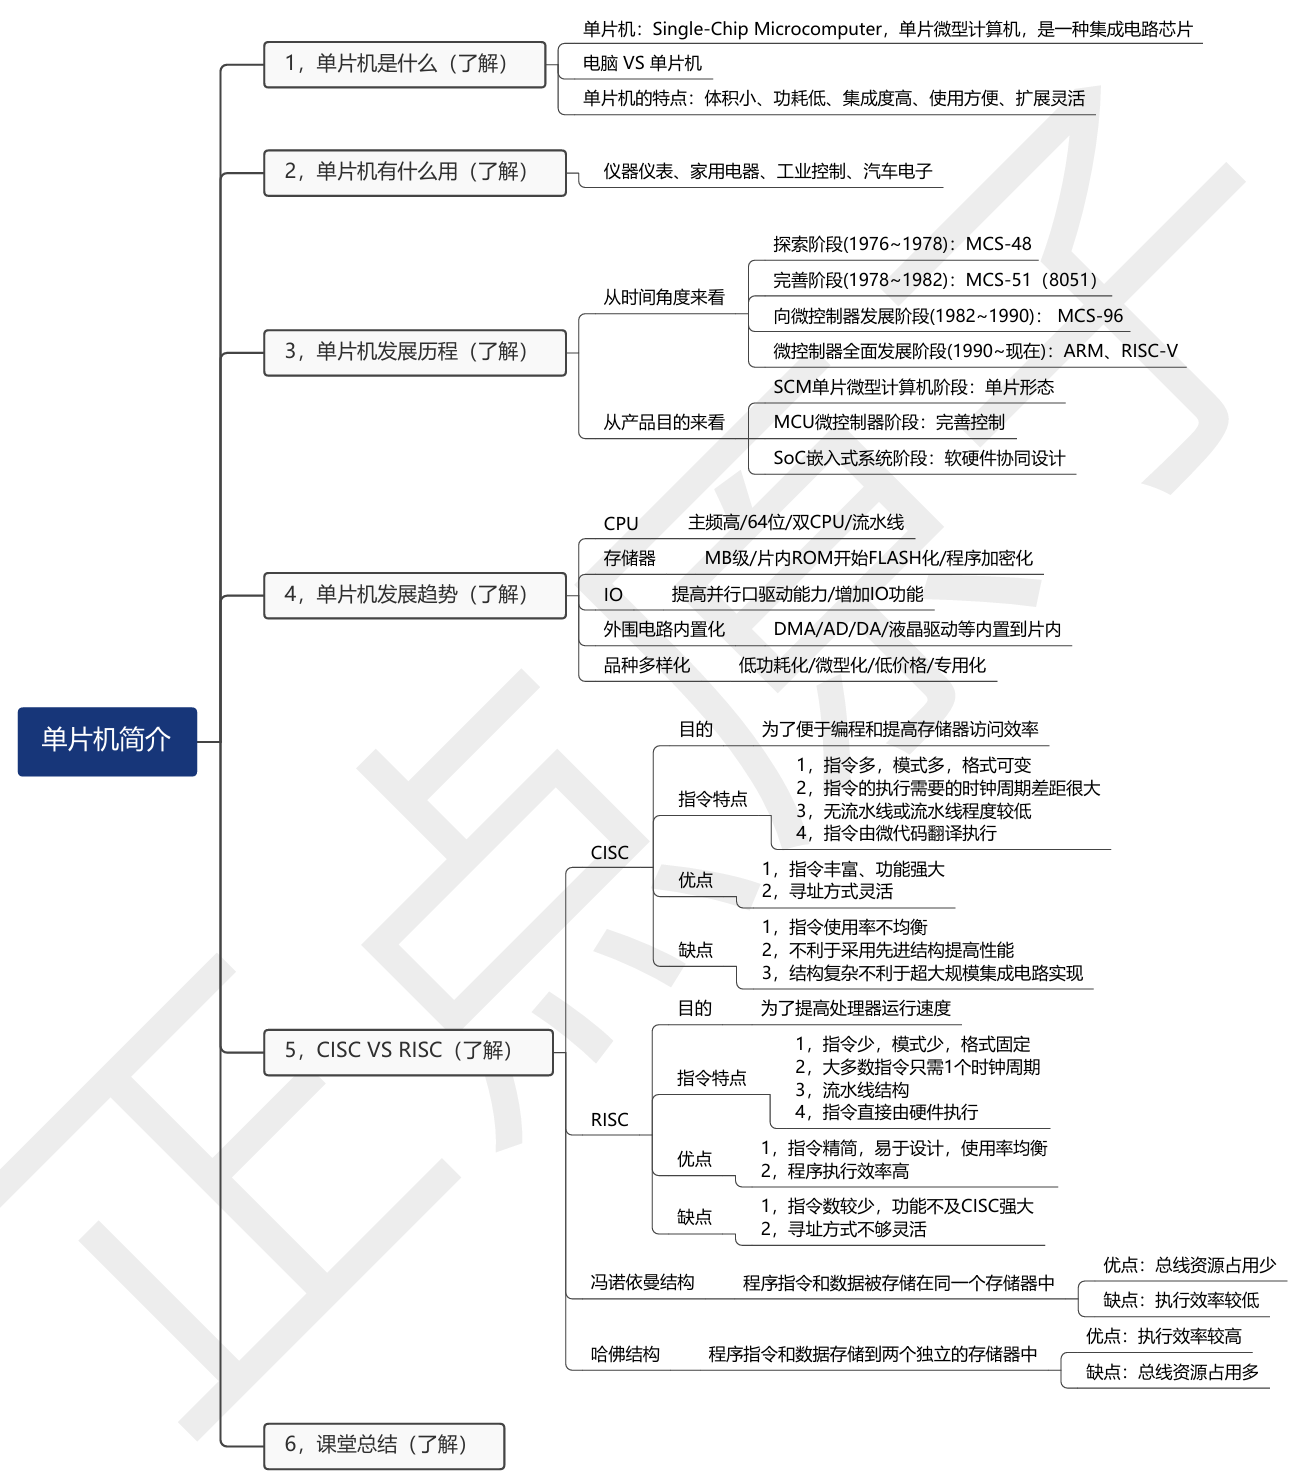 单片机简介
1，单片机是什么（了解）
单片机：Single-Chip Microcomputer，单片微型计算机，是一种集成电路芯片
电脑 VS 单片机
单片机的特点：体积小、功耗低、集成度高、使用方便、扩展灵活
2，单片机有什么用（了解）
仪器仪表、家用电器、工业控制、汽车电子
3，单片机发展历程（了解）
从时间角度来看
探索阶段(1976~1978)：MCS-48
完善阶段(1978~1982)：MCS-51（8051）
向微控制器发展阶段(1982~1990)： MCS-96
微控制器全面发展阶段(1990~现在)：ARM、RISC-V
从产品目的来看
SCM单片微型计算机阶段：单片形态
MCU微控制器阶段：完善控制
SoC嵌入式系统阶段：软硬件协同设计
4，单片机发展趋势（了解）
CPU 主频高/64位/双CPU/流水线
存储器 MB级/片内ROM开始FLASH化/程序加密化
IO 提高并行口驱动能力/增加IO功能
外围电路内置化 DMA/AD/DA/液晶驱动等内置到片内
品种多样化 低功耗化/微型化/低价格/专用化
5，CISC VS RISC（了解）
CISC
目的 为了便于编程和提高存储器访问效率
指令特点
1，指令多，模式多，格式可变
2，指令的执行需要的时钟周期差距很大
3，无流水线或流水线程度较低
4，指令由微代码翻译执行
优点
1，指令丰富、功能强大
2，寻址方式灵活
缺点
1，指令使用率不均衡
2，不利于采用先进结构提高性能
3，结构复杂不利于超大规模集成电路实现
RISC
目的 为了提高处理器运行速度
指令特点
1，指令少，模式少，格式固定
2，大多数指令只需1个时钟周期
3，流水线结构
4，指令直接由硬件执行
优点
1，指令精简，易于设计，使用率均衡
2，程序执行效率高
缺点
1，指令数较少，功能不及CISC强大
2，寻址方式不够灵活
冯诺依曼结构 程序指令和数据被存储在同一个存储器中
优点：总线资源占用少
缺点：执行效率较低
哈佛结构 程序指令和数据存储到两个独立的存储器中
优点：执行效率较高
缺点：总线资源占用多
6，课堂总结（了解）
正点原子